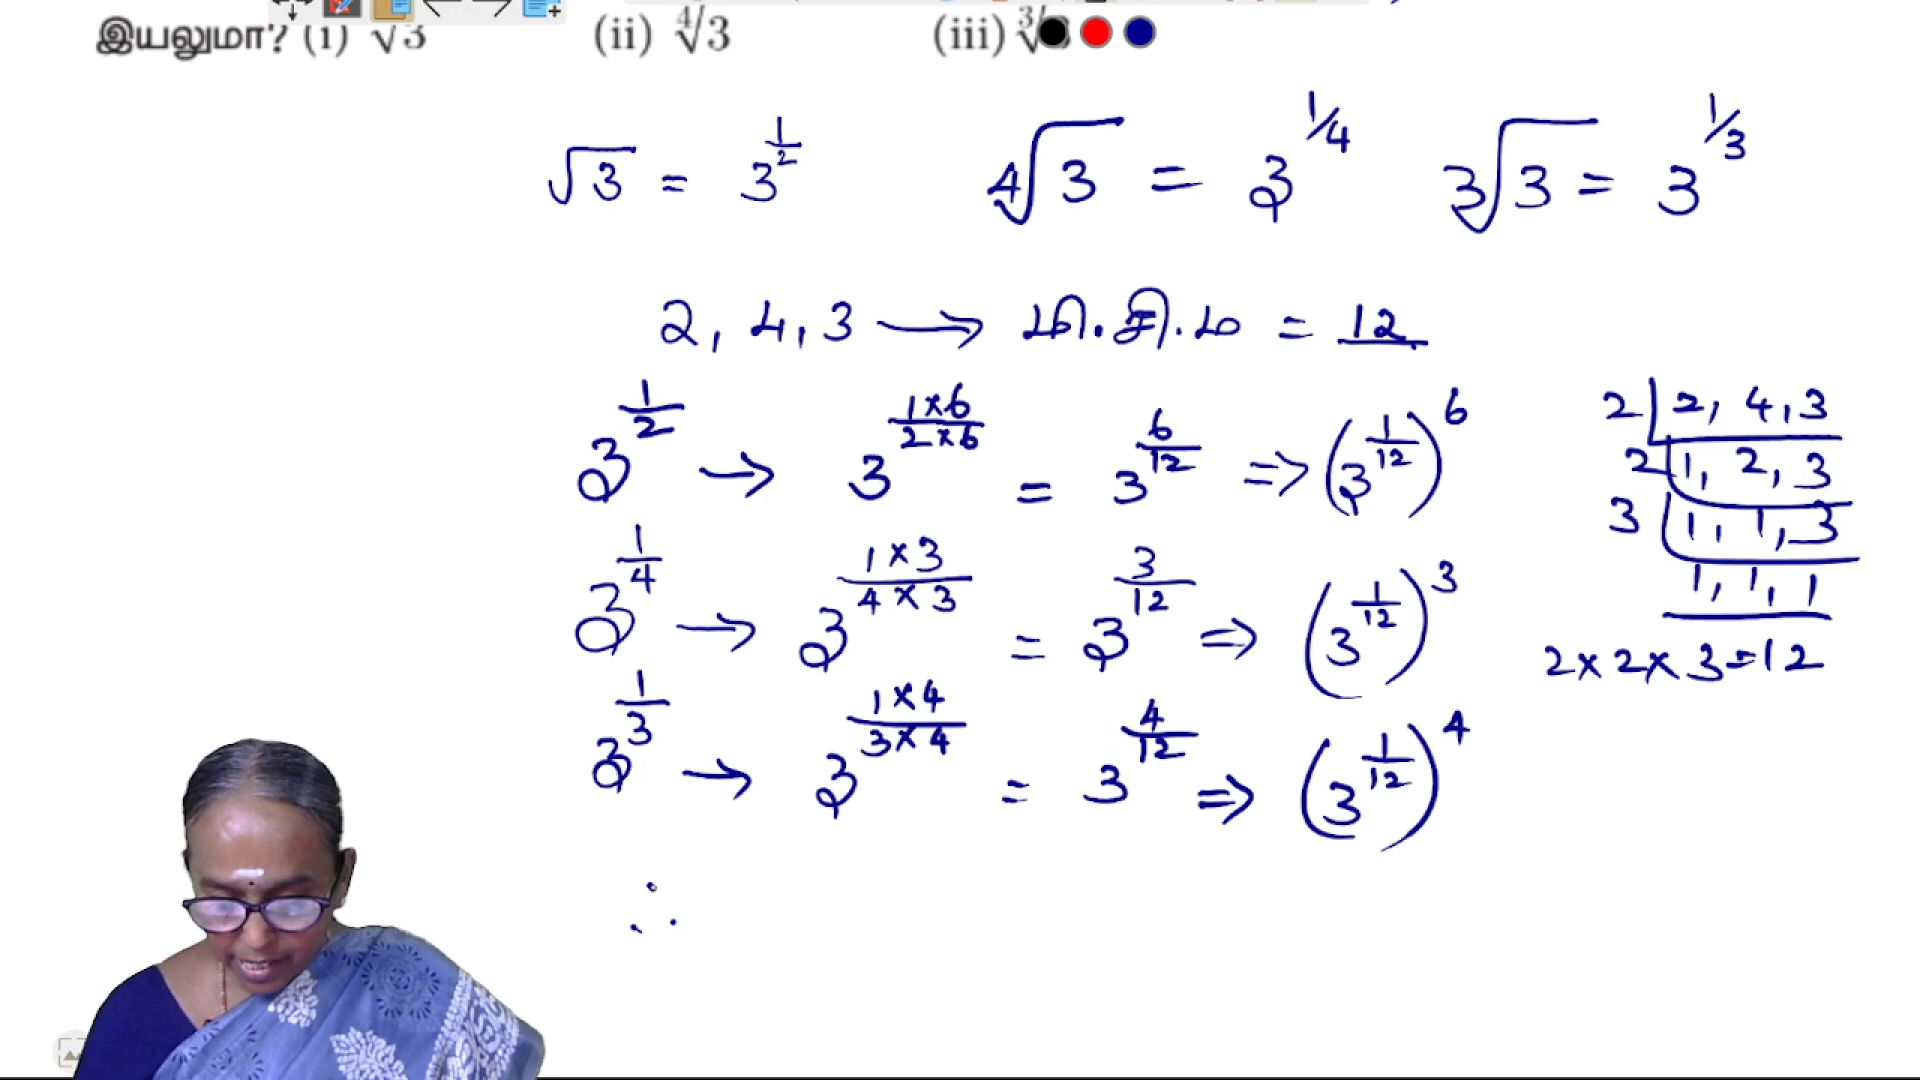 இயலுமா? (i) √3 (ii) ∜3 (iii) ∛
√3 = 3^{1/2} ∜3 = 3^{1/4} ∛3 = 3^{1/3}
2, 4, 3 → மி.சி.ம = 12
3^{1/2} → 3^{(1×6)/(2×6)} = 3^{6/12} ⇒ (3^{1/12})^6
3^{1/4} → 3^{(1×3)/(4×3)} = 3^{3/12} ⇒ (3^{1/12})^3
3^{1/3} → 3^{(1×4)/(3×4)} = 3^{4/12} ⇒ (3^{1/12})^4
∴
2 | 2, 4, 3
2 | 1, 2, 3
3 | 1, 1, 3
1, 1, 1
2×2×3=12